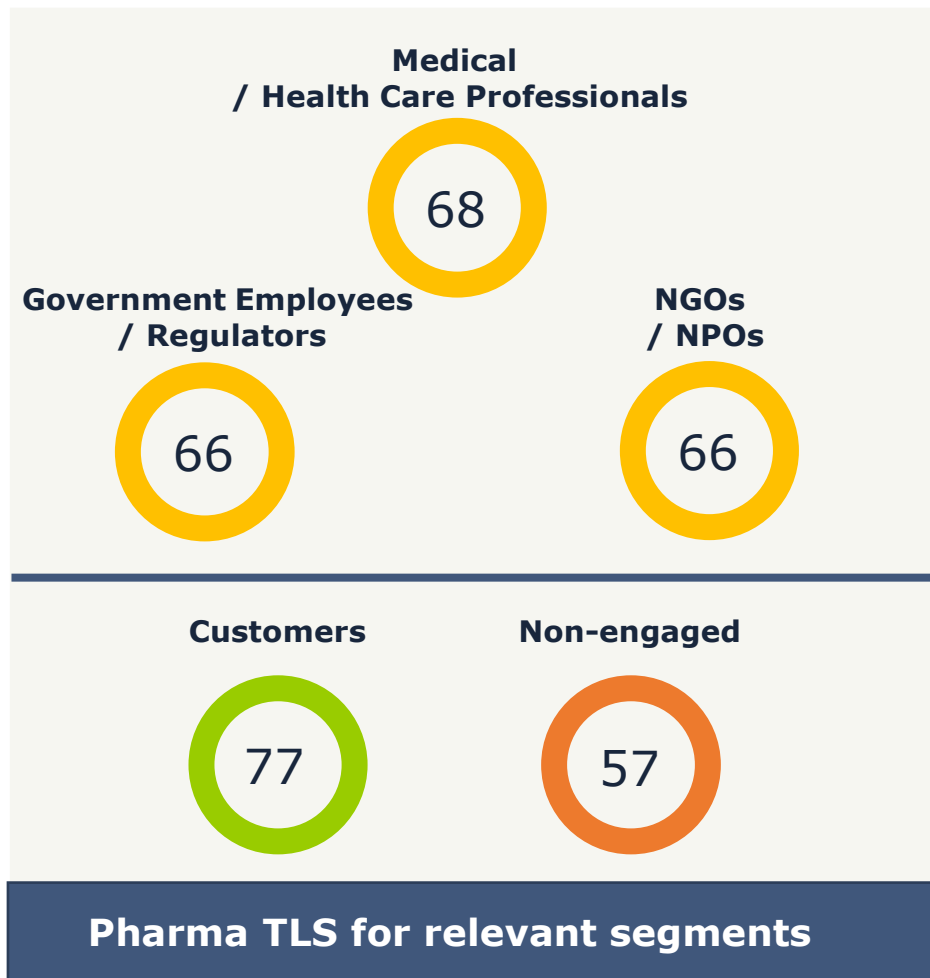 Medical
/ Health Care Professionals
68
Government Employees
/ Regulators
NGOs
/ NPOs
66
66
Customers
Non-engaged
77
57
Pharma TLS for relevant segments